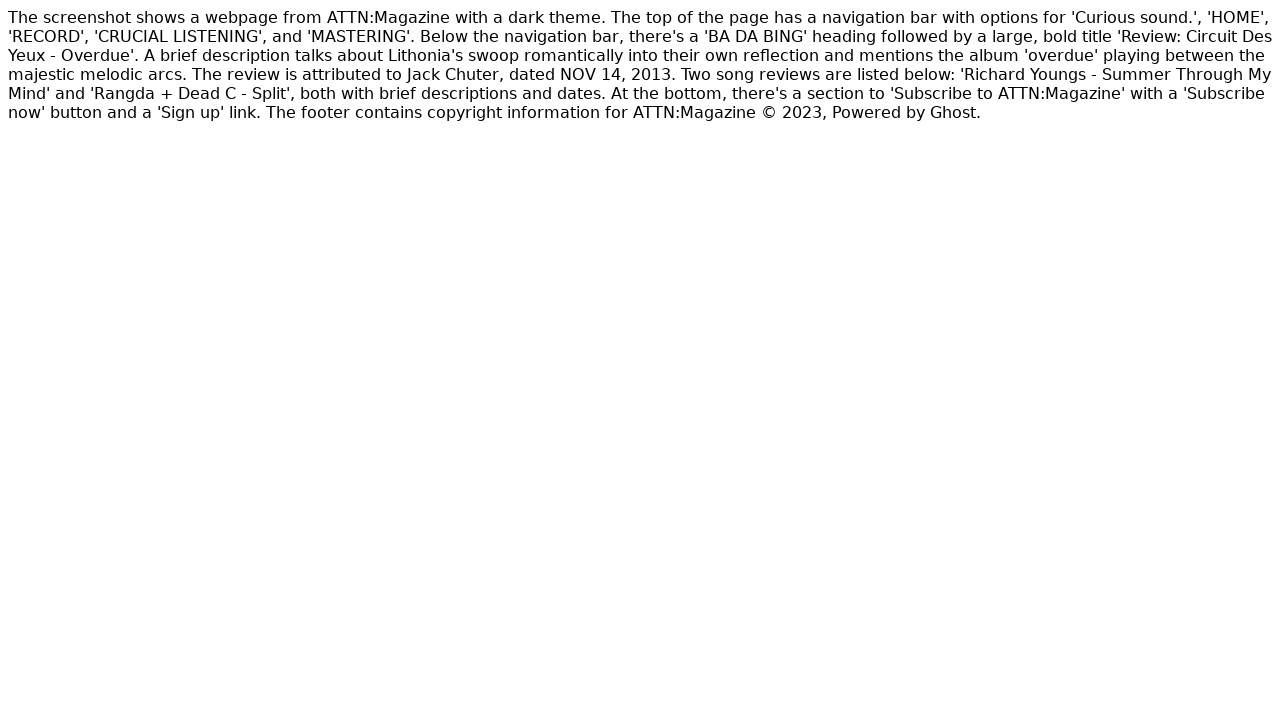 The screenshot shows a webpage from ATTN:Magazine with a dark theme. The top of the page has a navigation bar with options for 'Curious sound.', 'HOME',
'RECORD', 'CRUCIAL LISTENING', and 'MASTERING'. Below the navigation bar, there's a 'BA DA BING' heading followed by a large, bold title 'Review: Circuit Des
Yeux - Overdue'. A brief description talks about Lithonia's swoop romantically into their own reflection and mentions the album 'overdue' playing between the
majestic melodic arcs. The review is attributed to Jack Chuter, dated NOV 14, 2013. Two song reviews are listed below: 'Richard Youngs - Summer Through My
Mind' and 'Rangda + Dead C - Split', both with brief descriptions and dates. At the bottom, there's a section to 'Subscribe to ATTN:Magazine' with a 'Subscribe
now' button and a 'Sign up' link. The footer contains copyright information for ATTN:Magazine © 2023, Powered by Ghost.